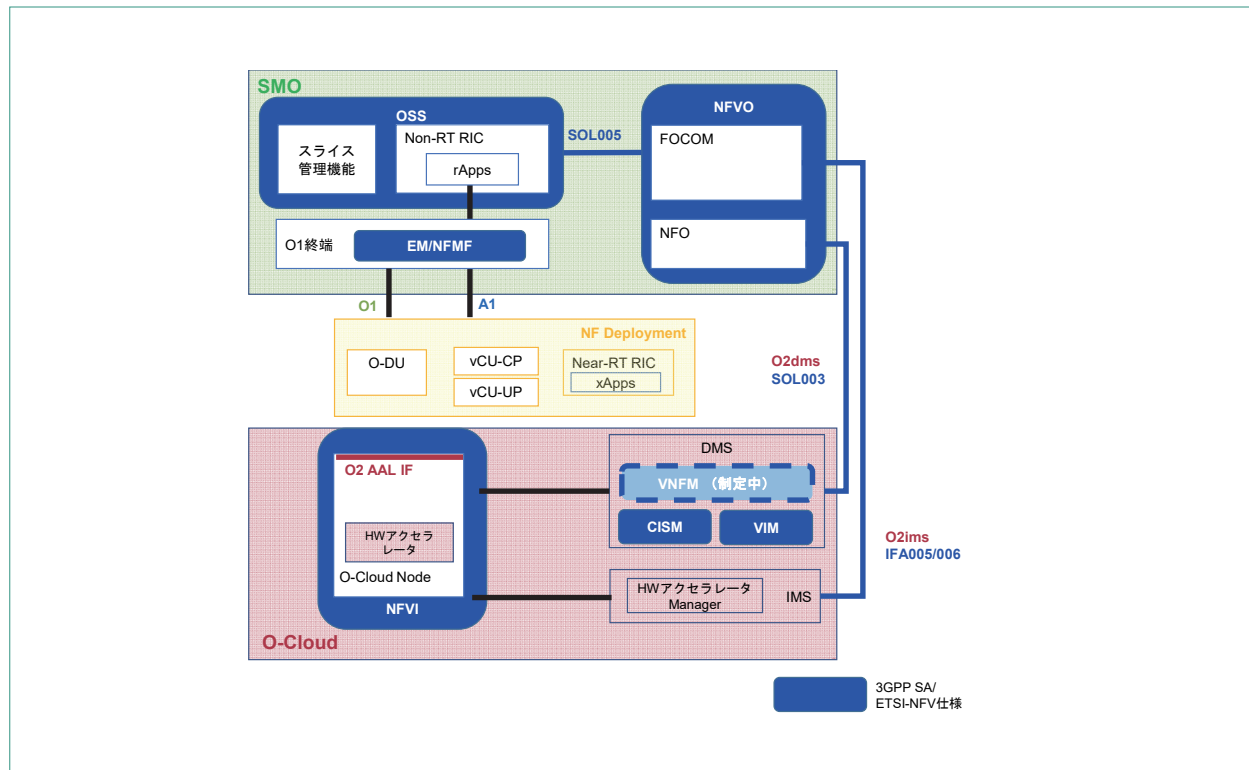 SMO
OSS
スライス
管理機能
Non-RT RIC
rApps
SOL005
NFVO
FOCOM
NFO
O1終端
EM/NFMF
O1
A1
NF Deployment
O-DU
vCU-CP
vCU-UP
Near-RT RIC
xApps
O2dms
SOL003
O2 AAL IF
HWアクセラ
レータ
O-Cloud Node
NFVI
O-Cloud
DMS
VNFM （制定中）
CISM
VIM
HWアクセラレータ
Manager
IMS
O2ims
IFA005/006
3GPP SA/
ETSI-NFV仕様